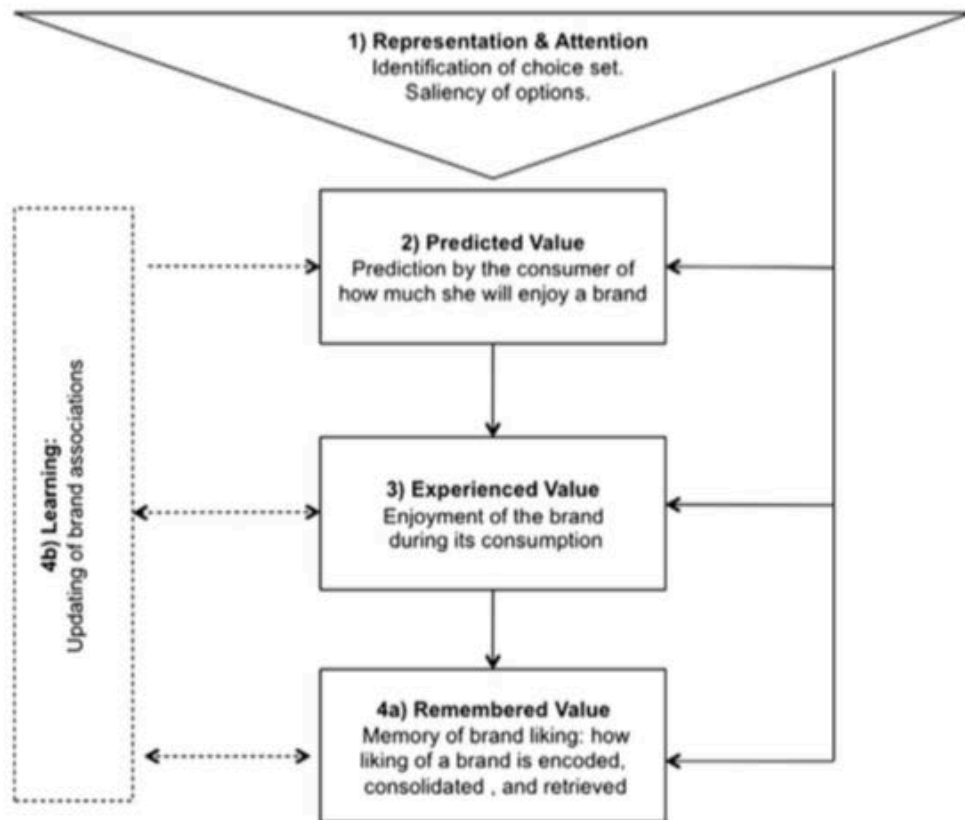 1) Representation & Attention
Identification of choice set.
Saliency of options.
2) Predicted Value
Prediction by the consumer of
how much she will enjoy a brand
3) Experienced Value
Enjoyment of the brand
during its consumption
4a) Remembered Value
Memory of brand liking: how
liking of a brand is encoded,
consolidated , and retrieved
4b) Learning:
Updating of brand associations